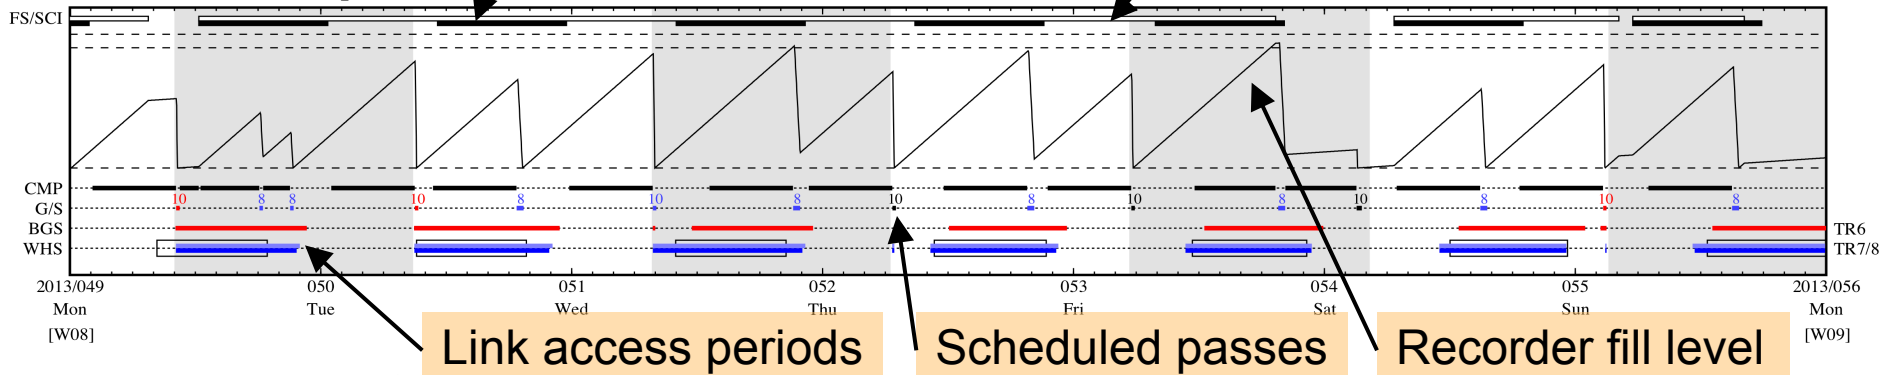 FS/SCI
CMP
10 8 8 10 8 10 8 10 8 10 8 10 8 10 8
G/S
BGS TR6
WHS TR7/8
2013/049 050 051 052 053 054 055 2013/056
Mon Tue Wed Thu Fri Sat Sun Mon
[W08] [W09]
Link access periods Scheduled passes Recorder fill level